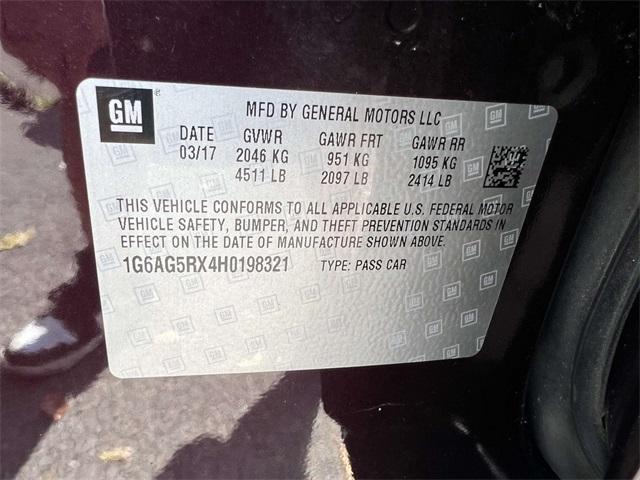 GM
MFD BY GENERAL MOTORS LLC
DATE GVWR GAWR FRT GAWR RR
03/17 2046 KG 951 KG 1095 KG
4511 LB 2097 LB 2414 LB
THIS VEHICLE CONFORMS TO ALL APPLICABLE U.S. FEDERAL MOTOR
VEHICLE SAFETY, BUMPER, AND THEFT PREVENTION STANDARDS IN
EFFECT ON THE DATE OF MANUFACTURE SHOWN ABOVE.
1G6AG5RX4H0198321 TYPE: PASS CAR